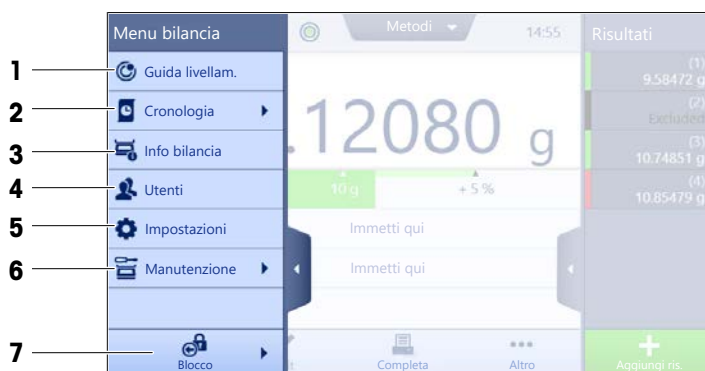 Menu bilancia
Metodi
14:55
Risultati
1
Guida livellam.
2
Cronologia
3
Info bilancia
4
Utenti
5
Impostazioni
6
Manutenzione
7
Blocco
.12080 g
10 g
+ 5 %
Immetti qui
Immetti qui
Completa
Altro
(1)
9.58472 g
(2)
Excluded
(3)
10.74851 g
(4)
10.85479 g
Aggiungi ris.